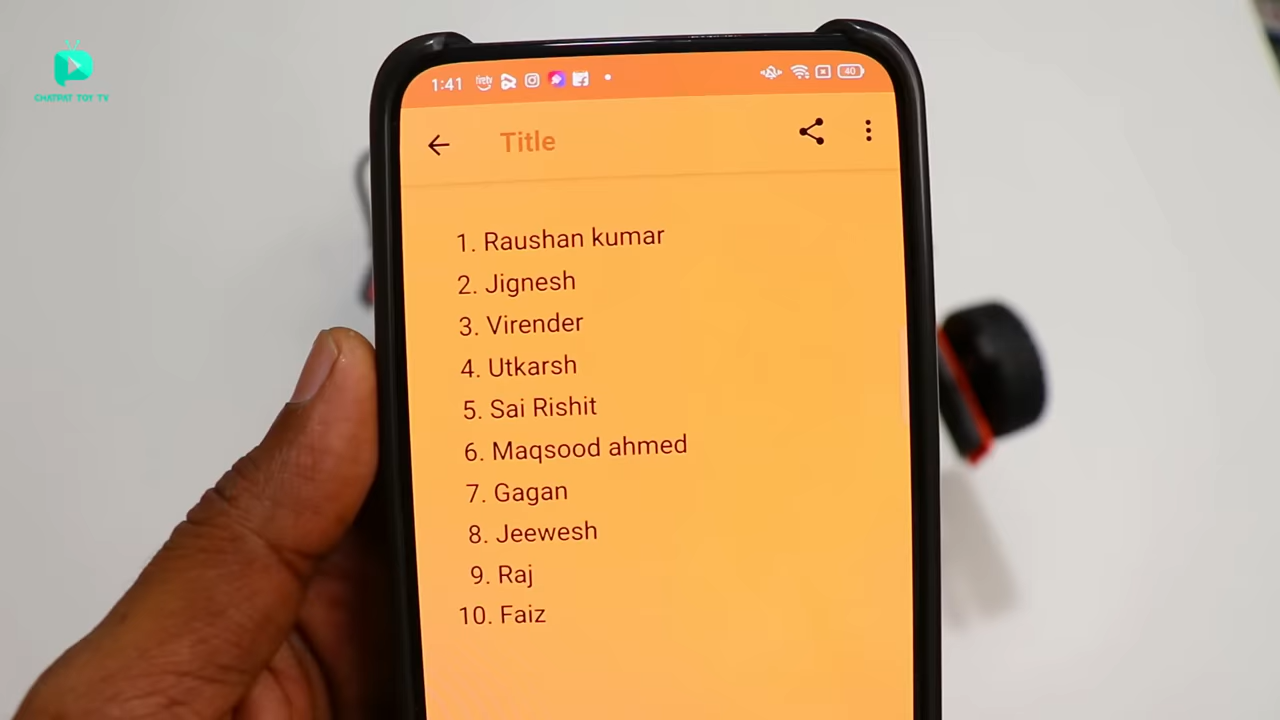 CHATPAT TOY TV
1:41
40
Title
1. Raushan kumar
2. Jignesh
3. Virender
4. Utkarsh
5. Sai Rishit
6. Maqsood ahmed
7. Gagan
8. Jeewesh
9. Raj
10. Faiz